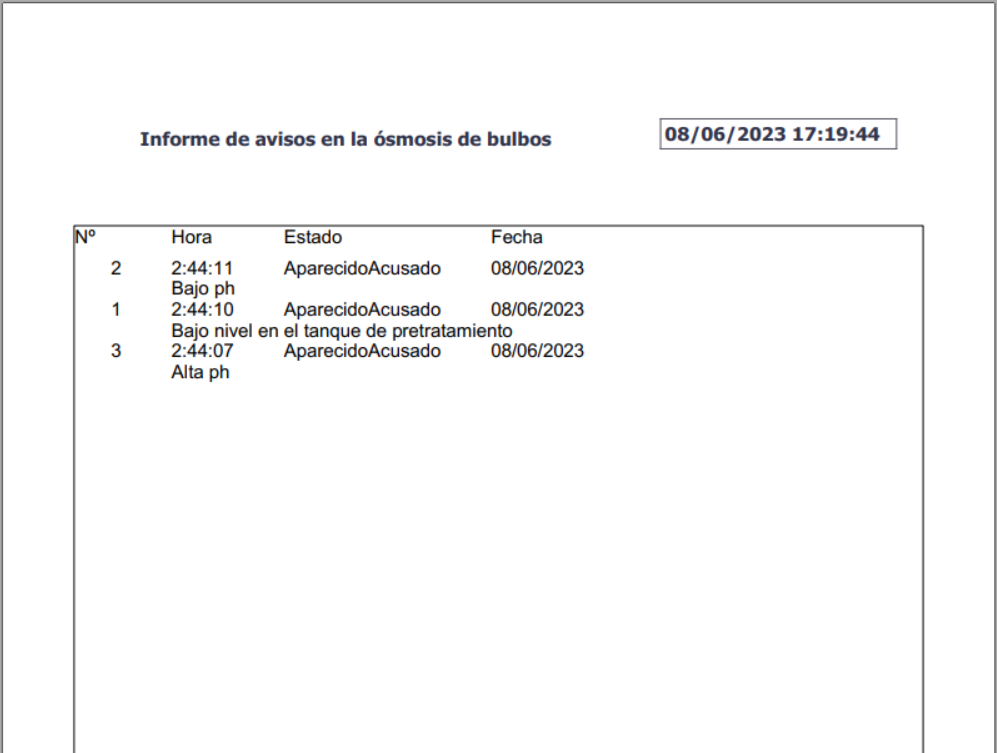 Informe de avisos en la ósmosis de bulbos
08/06/2023 17:19:44
Nº Hora Estado Fecha
2 2:44:11 AparecidoAcusado 08/06/2023
Bajo ph
1 2:44:10 AparecidoAcusado 08/06/2023
Bajo nivel en el tanque de pretratamiento
3 2:44:07 AparecidoAcusado 08/06/2023
Alta ph